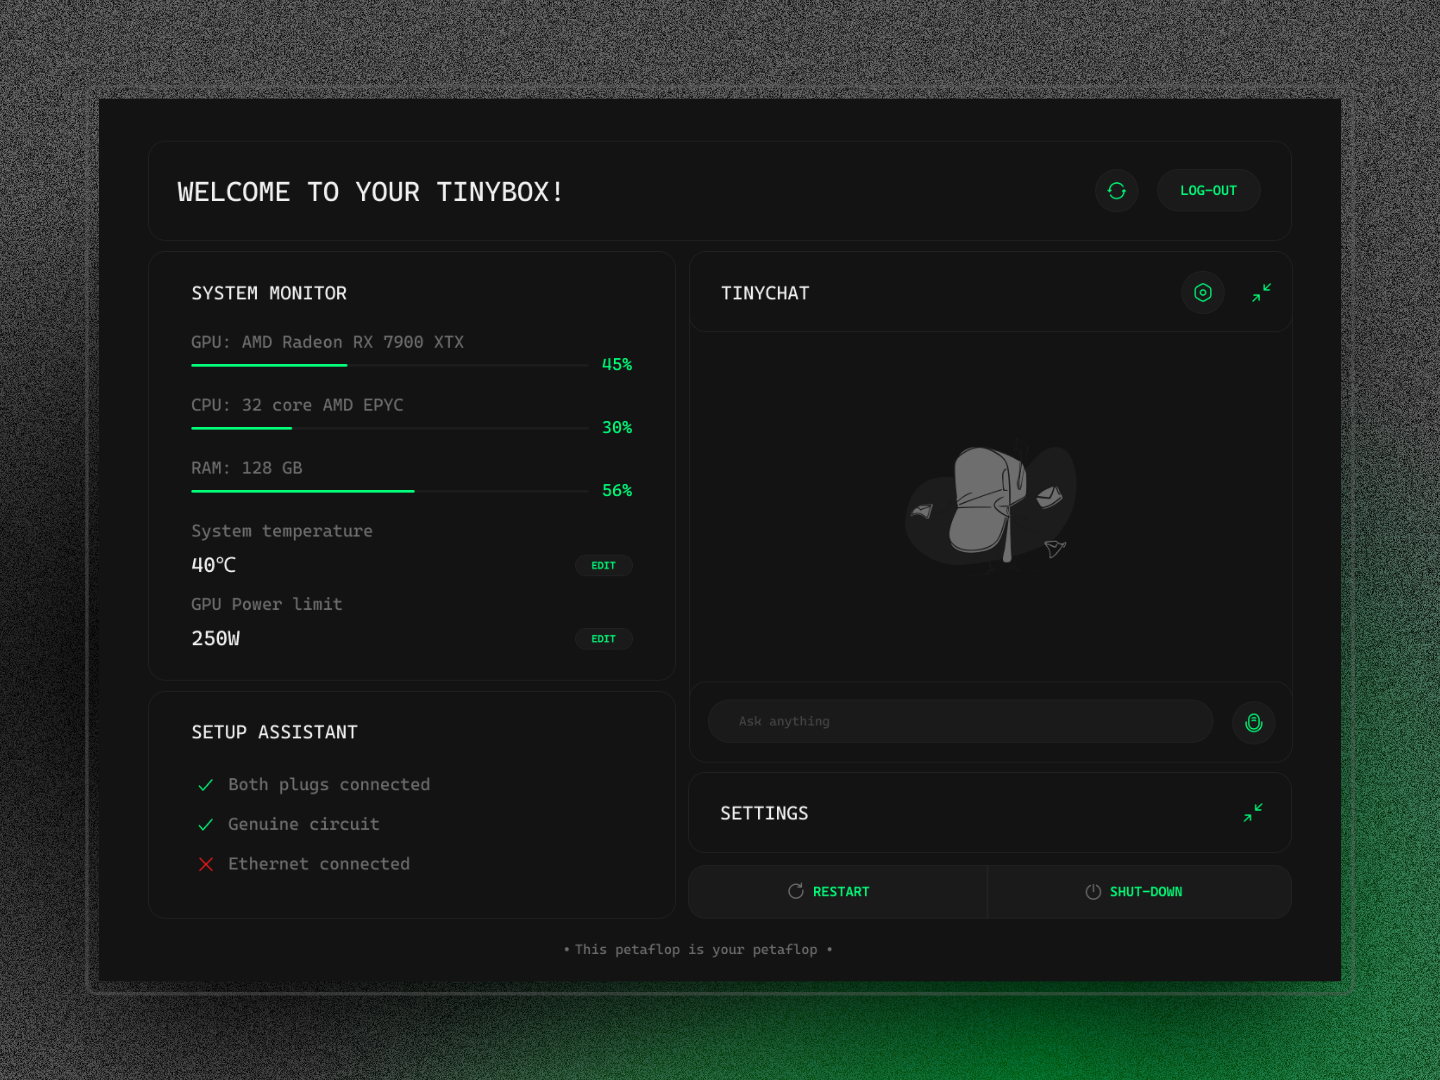 WELCOME TO YOUR TINYBOX!
LOG-OUT
SYSTEM MONITOR
GPU: AMD Radeon RX 7900 XTX
45%
CPU: 32 core AMD EPYC
30%
RAM: 128 GB
56%
System temperature
40°C
EDIT
GPU Power limit
250W
EDIT
SETUP ASSISTANT
Both plugs connected
Genuine circuit
Ethernet connected
TINYCHAT
Ask anything
SETTINGS
RESTART
SHUT-DOWN
• This petaflop is your petaflop •